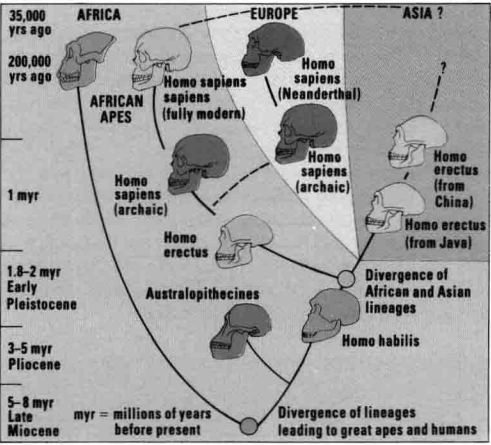 35,000
yrs ago
200,000
yrs ago
1 myr
1.8–2 myr
Early
Pleistocene
3–5 myr
Pliocene
5–8 myr
Late
Miocene
AFRICA
EUROPE
ASIA ?
?
AFRICAN
APES
Homo sapiens
sapiens
(fully modern)
Homo
sapiens
(Neanderthal)
Homo
sapiens
(archaic)
Homo
sapiens
(archaic)
Homo
erectus
(from
China)
Homo erectus
(from Java)
Homo
erectus
Divergence of
African and Asian
lineages
Australopithecines
Homo habilis
myr = millions of years
before present
Divergence of lineages
leading to great apes and humans